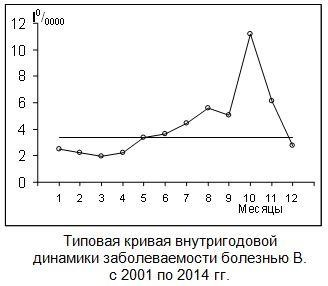 I⁰/₀₀₀₀
12
10
8
6
4
2
0
1 2 3 4 5 6 7 8 9 10 11 12
Месяцы
Типовая кривая внутригодовой
динамики заболеваемости болезнью В.
с 2001 по 2014 гг.